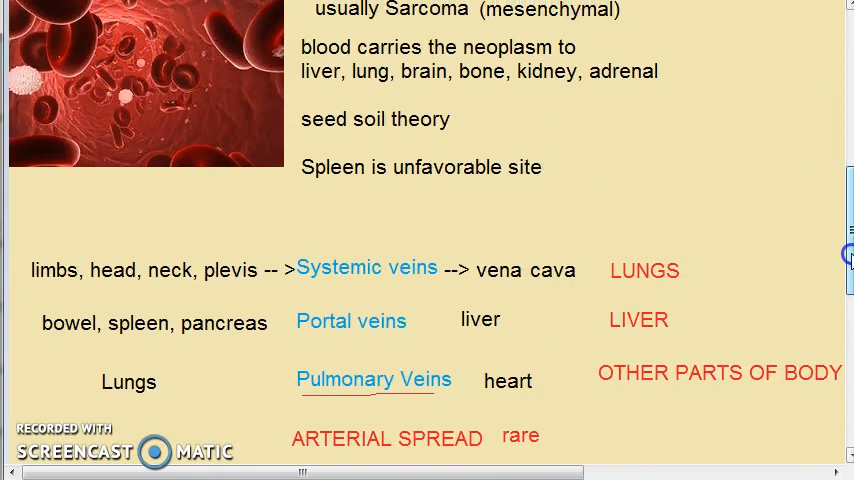 usually Sarcoma (mesenchymal)
blood carries the neoplasm to
liver, lung, brain, bone, kidney, adrenal
seed soil theory
Spleen is unfavorable site
limbs, head, neck, plevis -- >Systemic veins --> vena cava LUNGS
bowel, spleen, pancreas Portal veins liver LIVER
Lungs Pulmonary Veins heart OTHER PARTS OF BODY
ARTERIAL SPREAD rare
RECORDED WITH
SCREENCAST MATIC